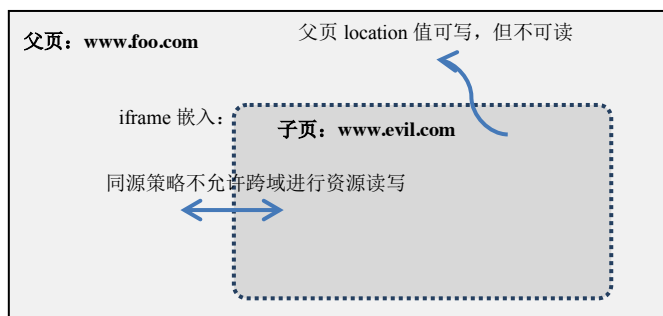 父页：www.foo.com
父页 location 值可写，但不可读
iframe 嵌入：
子页：www.evil.com
同源策略不允许跨域进行资源读写